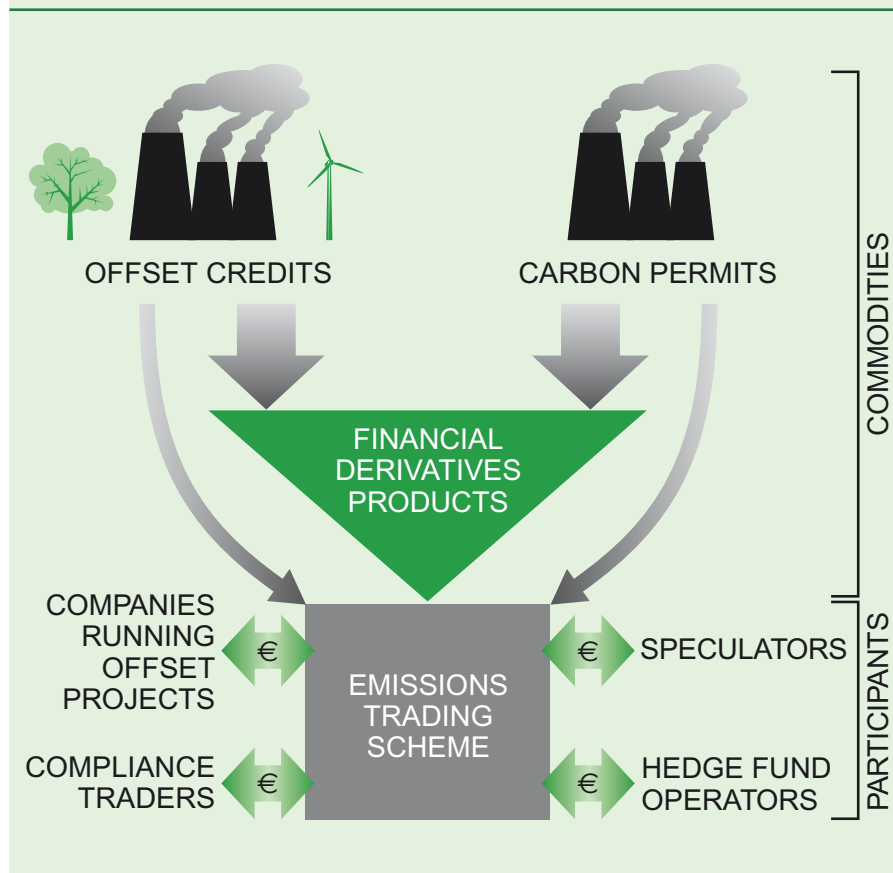 OFFSET CREDITS
CARBON PERMITS
COMMODITIES
FINANCIAL
DERIVATIVES
PRODUCTS
COMPANIES
RUNNING
OFFSET
PROJECTS
€
EMISSIONS
TRADING
SCHEME
€
SPECULATORS
PARTICIPANTS
COMPLIANCE
TRADERS
€
€
HEDGE FUND
OPERATORS